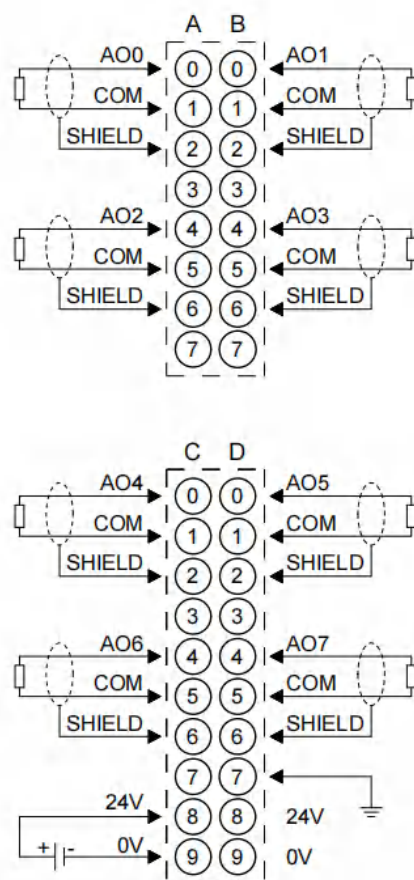 A B
AO0 0 0 AO1
COM 1 1 COM
SHIELD 2 2 SHIELD
3 3
AO2 4 4 AO3
COM 5 5 COM
SHIELD 6 6 SHIELD
7 7
C D
AO4 0 0 AO5
COM 1 1 COM
SHIELD 2 2 SHIELD
3 3
AO6 4 4 AO7
COM 5 5 COM
SHIELD 6 6 SHIELD
7 7
24V 8 8 24V
+ - 0V 9 9 0V